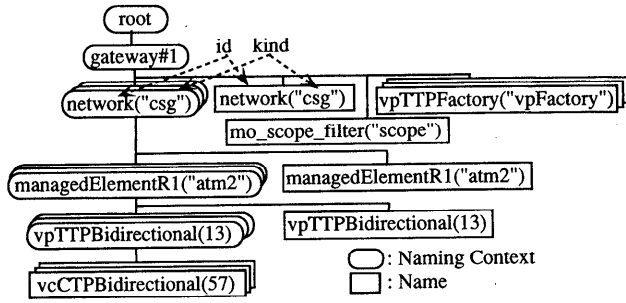 root
id kind
gateway#1
network("csg") network("csg") vpTTPFactory("vpFactory")
mo_scope_filter("scope")
managedElementR1("atm2") managedElementR1("atm2")
vpTTPBidirectional(13) vpTTPBidirectional(13)
vcCTPBidirectional(57)
: Naming Context
: Name